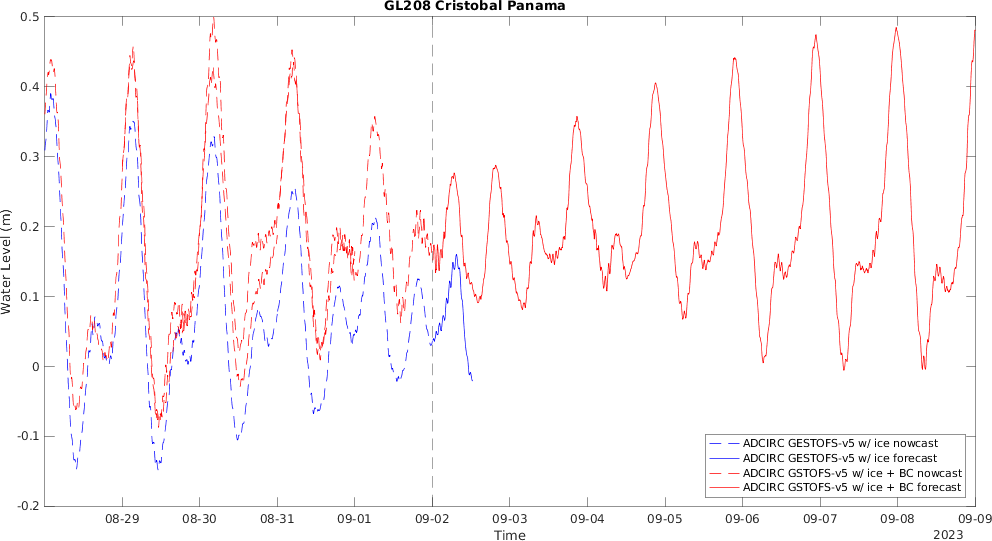 GL208 Cristobal Panama
Water Level (m)
0.5
0.4
0.3
0.2
0.1
0
-0.1
-0.2
ADCIRC GESTOFS-v5 w/ ice nowcast
ADCIRC GESTOFS-v5 w/ ice forecast
ADCIRC GSTOFS-v5 w/ ice + BC nowcast
ADCIRC GSTOFS-v5 w/ ice + BC forecast
08-29 08-30 08-31 09-01 09-02 09-03 09-04 09-05 09-06 09-07 09-08 09-09
Time
2023